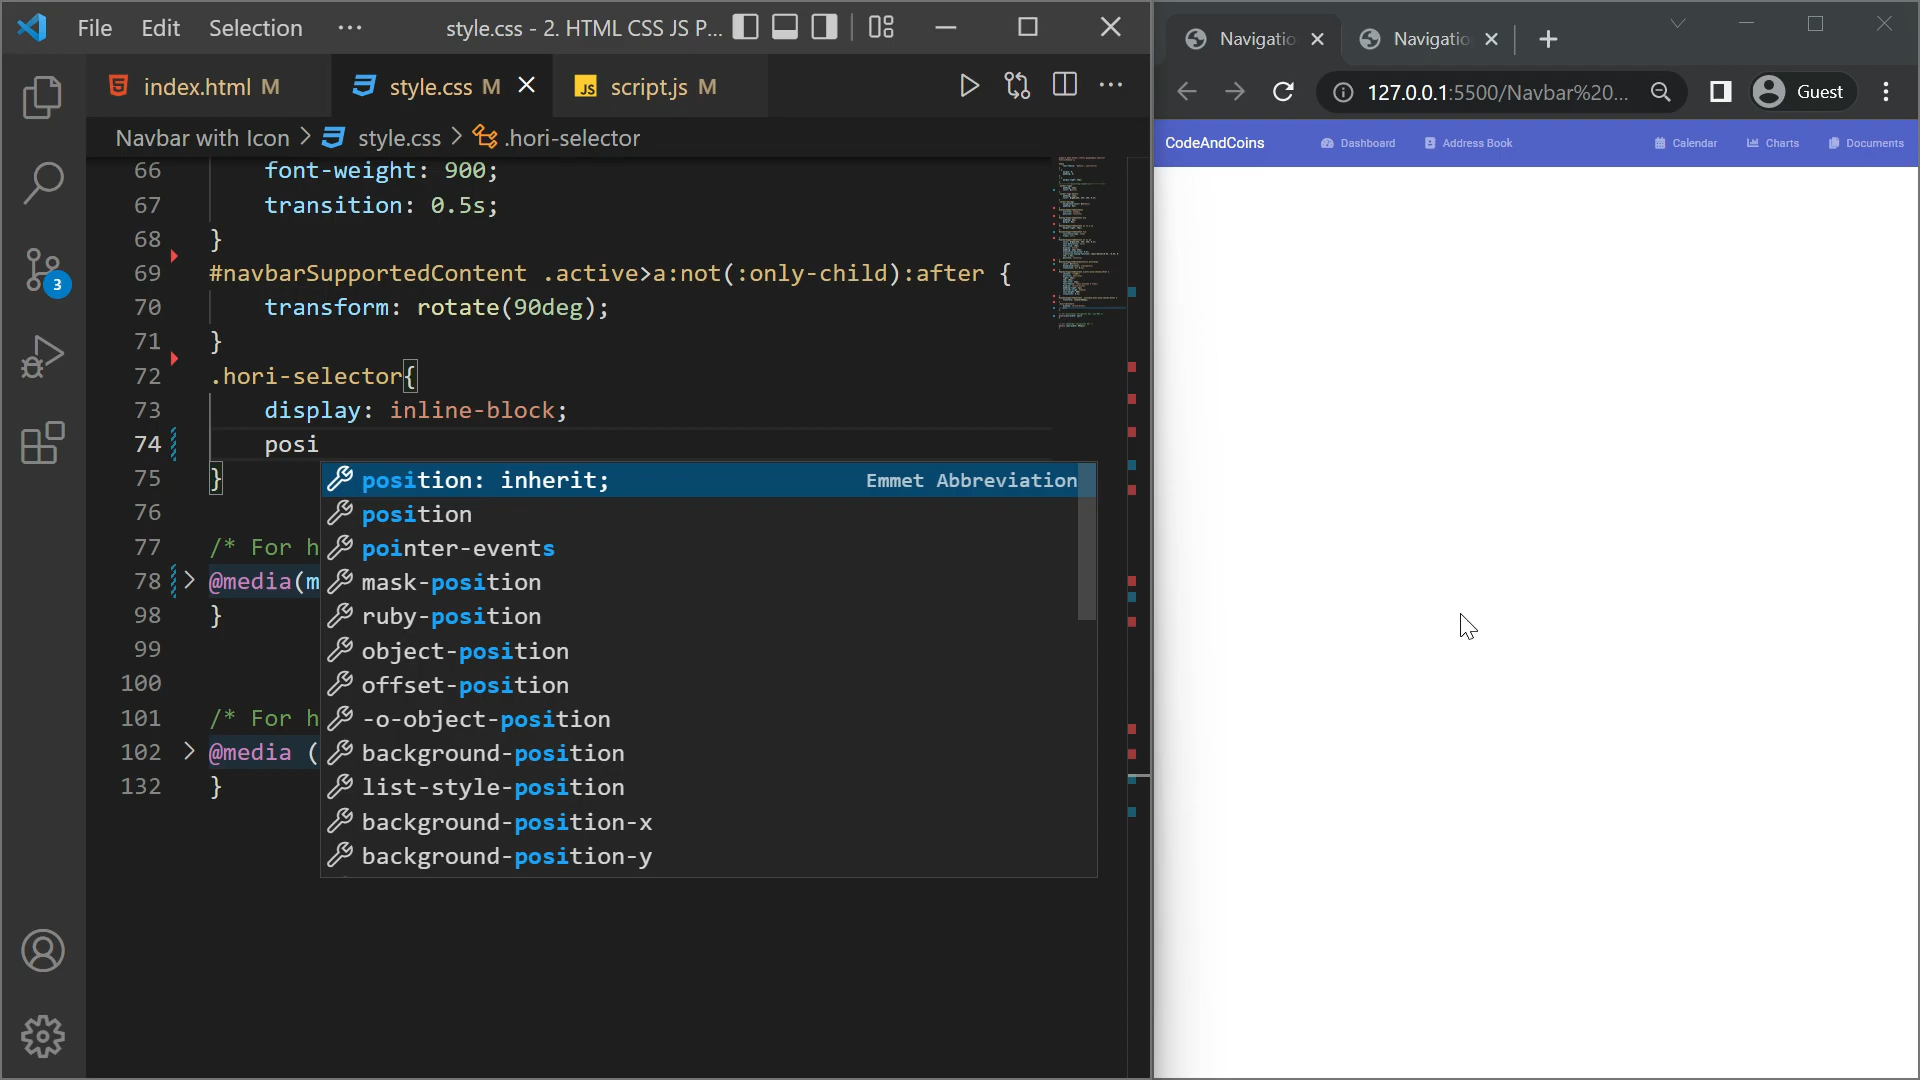 File Edit Selection ··· style.css - 2. HTML CSS JS P...
index.html M style.css M script.js M
Navbar with Icon > style.css > .hori-selector
66 font-weight: 900;
67 transition: 0.5s;
68 }
69 #navbarSupportedContent .active>a:not(:only-child):after {
70 transform: rotate(90deg);
71 }
72 .hori-selector{
73 display: inline-block;
74 posi
75 }
position: inherit; Emmet Abbreviation
76 position
77 /* For h
pointer-events
78 @media(m
mask-position
98 }
ruby-position
99
object-position
100
offset-position
101 /* For h
-o-object-position
102 @media (
background-position
132 }
list-style-position
background-position-x
background-position-y
3
Navigatio Navigatio
127.0.0.1:5500/Navbar%20... Guest
CodeAndCoins Dashboard Address Book Calendar Charts Documents